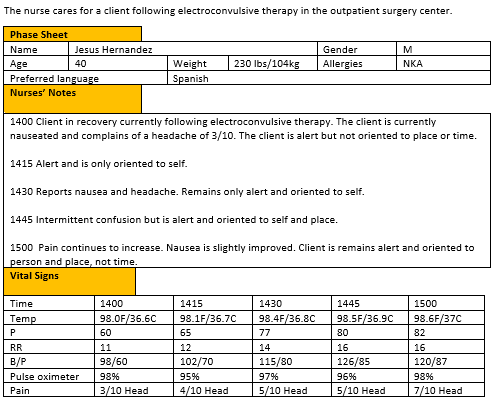 The nurse cares for a client following electroconvulsive therapy in the outpatient surgery center.
Phase Sheet
Name Jesus Hernandez Gender M
Age 40 Weight 230 lbs/104kg Allergies NKA
Preferred language Spanish
Nurses' Notes
1400 Client in recovery currently following electroconvulsive therapy. The client is currently
nauseated and complains of a headache of 3/10. The client is alert but not oriented to place or time.
1415 Alert and is only oriented to self.
1430 Reports nausea and headache. Remains only alert and oriented to self.
1445 Intermittent confusion but is alert and oriented to self and place.
1500 Pain continues to increase. Nausea is slightly improved. Client is remains alert and oriented to
person and place, not time.
Vital Signs
Time 1400 1415 1430 1445 1500
Temp 98.0F/36.6C 98.1F/36.7C 98.4F/36.8C 98.5F/36.9C 98.6F/37C
P 60 65 77 80 82
RR 11 12 14 16 16
B/P 98/60 102/70 115/80 126/85 120/87
Pulse oximeter 98% 95% 97% 96% 98%
Pain 3/10 Head 4/10 Head 5/10 Head 5/10 Head 7/10 Head